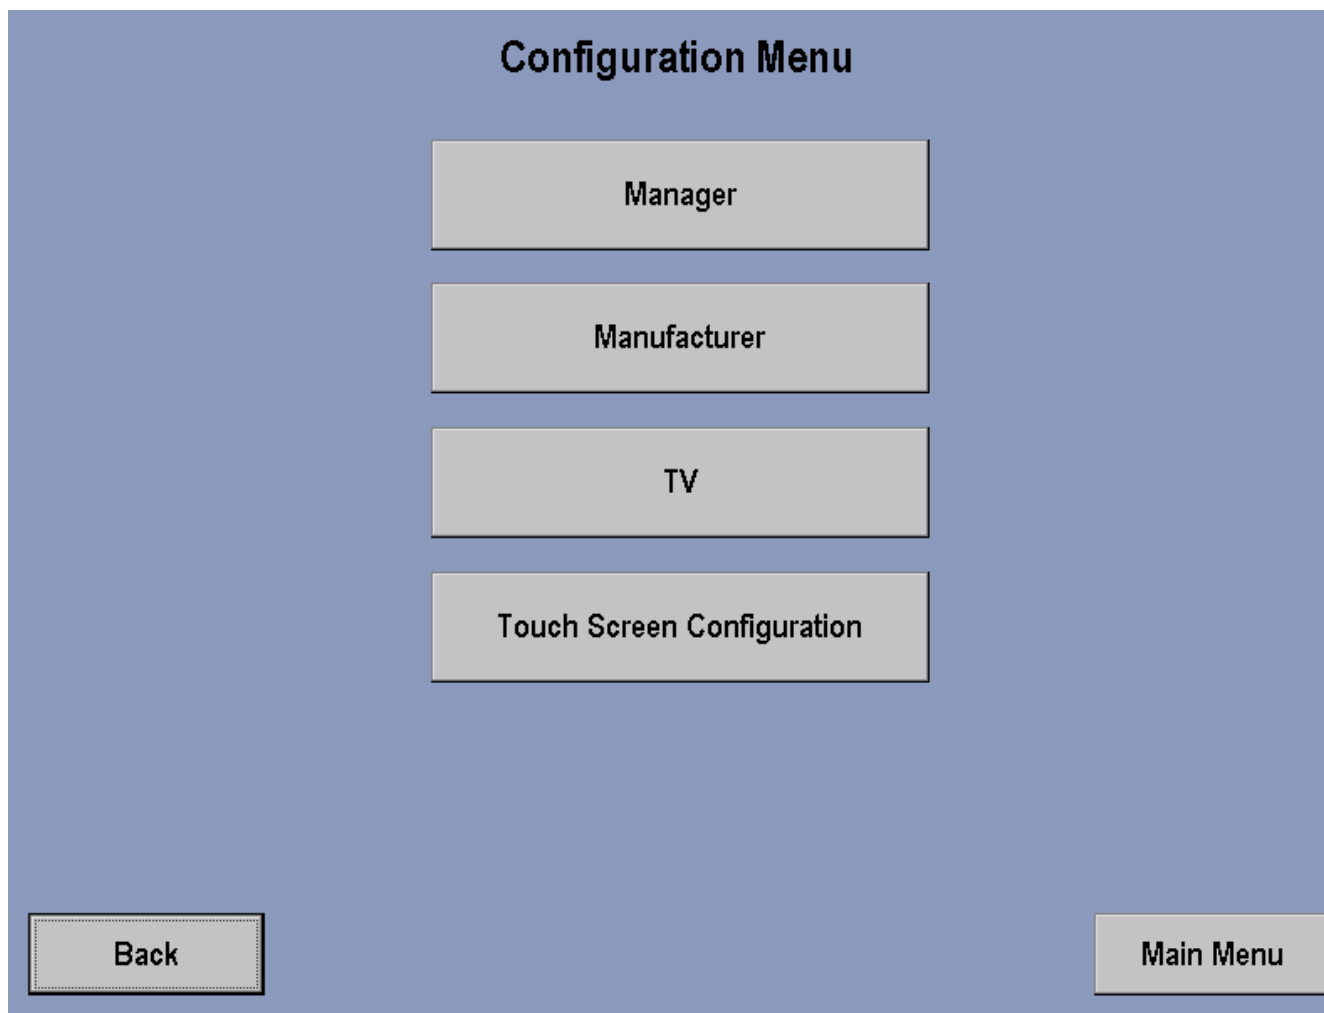 Configuration Menu
Manager
Manufacturer
TV
Touch Screen Configuration
Back
Main Menu